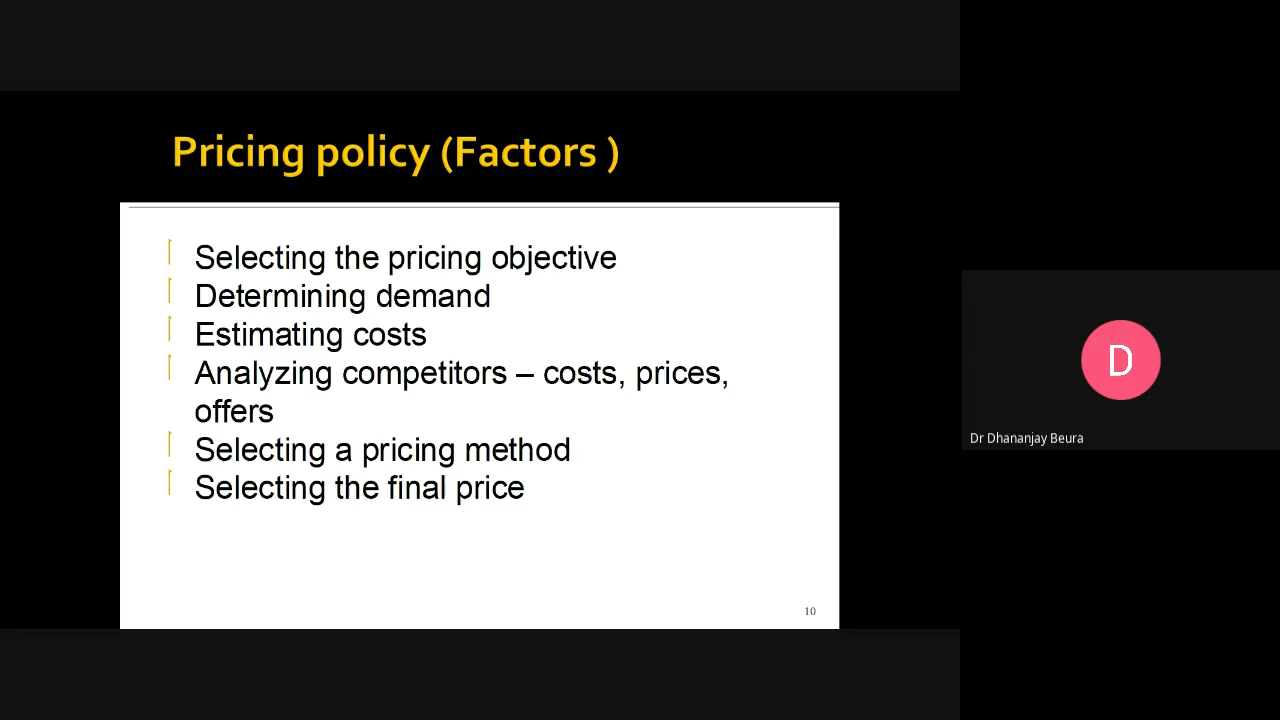 Pricing policy (Factors )
Selecting the pricing objective
Determining demand
Estimating costs
Analyzing competitors – costs, prices,
offers
Selecting a pricing method
Selecting the final price
10
D
Dr Dhananjay Beura